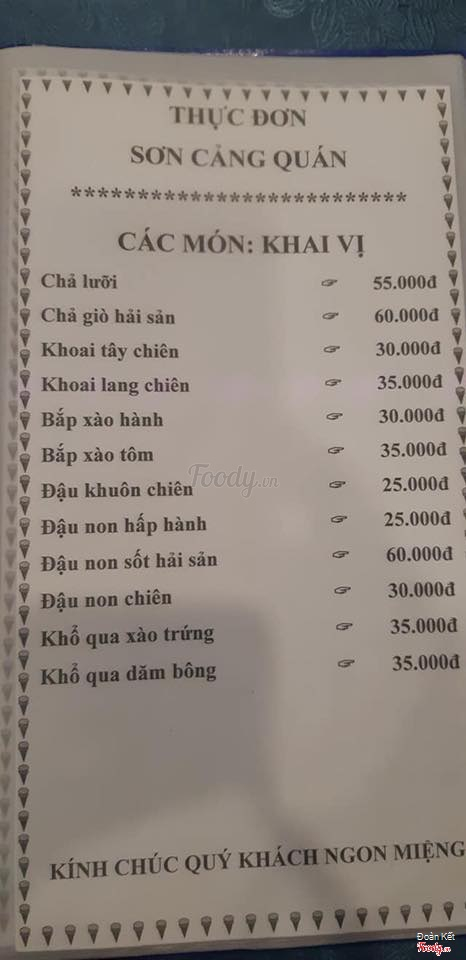 THỰC ĐƠN
SƠN CẢNG QUÁN
**************************
CÁC MÓN: KHAI VỊ
Chả lưỡi ☞ 55.000đ
Chả giò hải sản ☞ 60.000đ
Khoai tây chiên ☞ 30.000đ
Khoai lang chiên ☞ 35.000đ
Bắp xào hành ☞ 30.000đ
Bắp xào tôm ☞ 35.000đ
Đậu khuôn chiên ☞ 25.000đ
Đậu non hấp hành ☞ 25.000đ
Đậu non sốt hải sản ☞ 60.000đ
Đậu non chiên ☞ 30.000đ
Khổ qua xào trứng ☞ 35.000đ
Khổ qua dăm bông ☞ 35.000đ
KÍNH CHÚC QUÝ KHÁCH NGON MIỆNG
Foody.vn
Đoàn Kết
Foody.vn